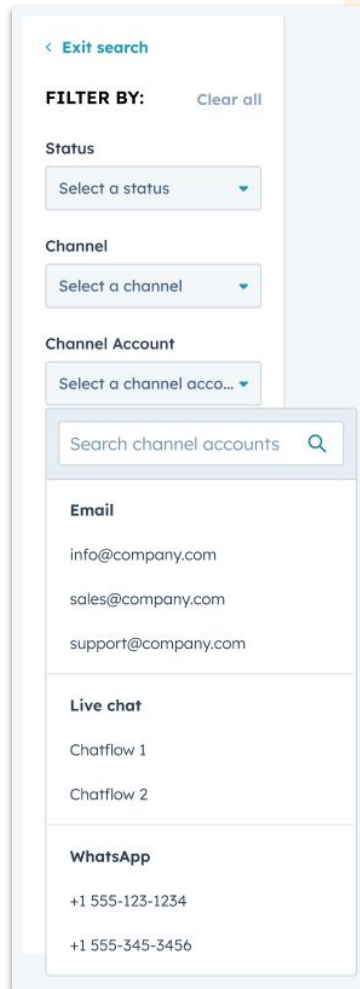 Exit search
FILTER BY: Clear all
Status
Select a status
Channel
Select a channel
Channel Account
Select a channel acco...
Search channel accounts
Email
info@company.com
sales@company.com
support@company.com
Live chat
Chatflow 1
Chatflow 2
WhatsApp
+1 555-123-1234
+1 555-345-3456